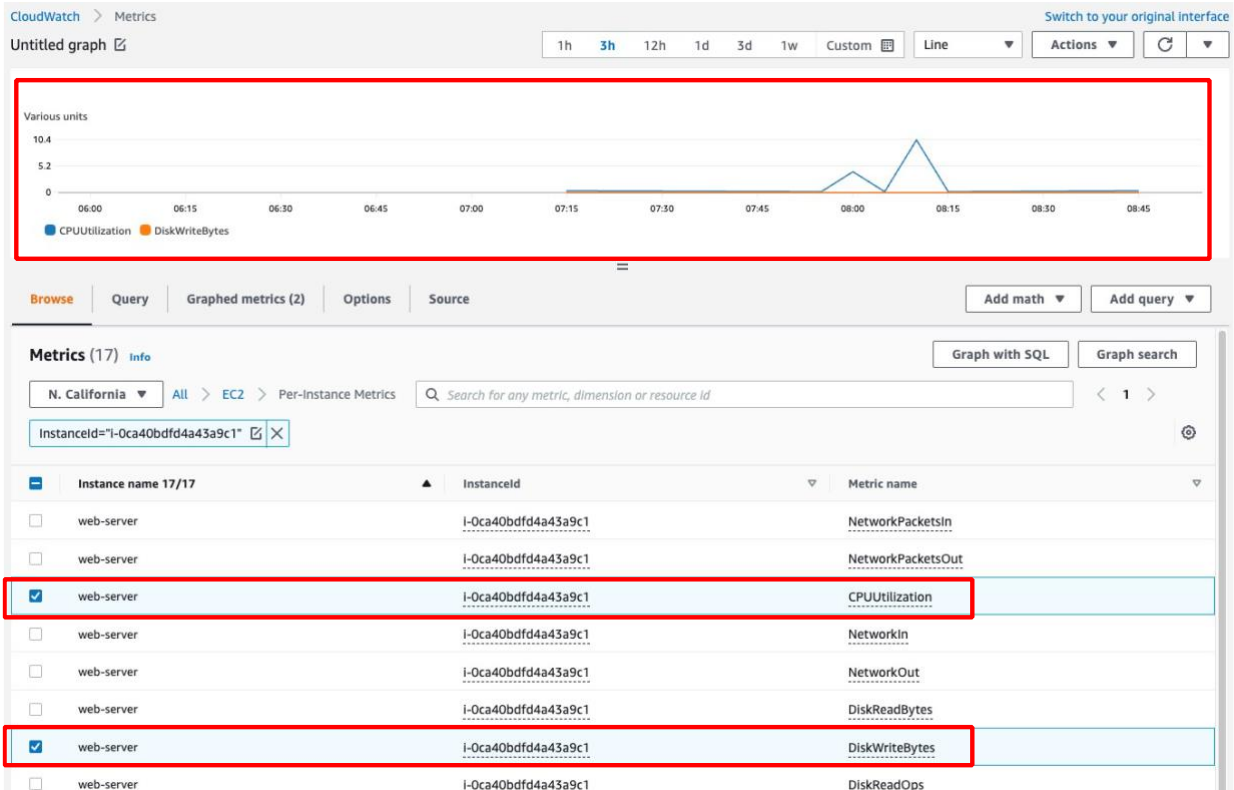 CloudWatch > Metrics
Switch to your original interface
Untitled graph
1h 3h 12h 1d 3d 1w Custom Line Actions
Various units
10.4
5.2
0
06:00 06:15 06:30 06:45 07:00 07:15 07:30 07:45 08:00 08:15 08:30 08:45
CPUUtilization DiskWriteBytes
Browse Query Graphed metrics (2) Options Source Add math Add query
Metrics (17) Info Graph with SQL Graph search
N. California All > EC2 > Per-Instance Metrics Search for any metric, dimension or resource id < 1 >
InstanceId="i-0ca40bdfd4a43a9c1"
Instance name 17/17 InstanceId Metric name
web-server i-0ca40bdfd4a43a9c1 NetworkPacketsIn
web-server i-0ca40bdfd4a43a9c1 NetworkPacketsOut
web-server i-0ca40bdfd4a43a9c1 CPUUtilization
web-server i-0ca40bdfd4a43a9c1 NetworkIn
web-server i-0ca40bdfd4a43a9c1 NetworkOut
web-server i-0ca40bdfd4a43a9c1 DiskReadBytes
web-server i-0ca40bdfd4a43a9c1 DiskWriteBytes
web-server i-0ca40bdfd4a43a9c1 DiskReadOps